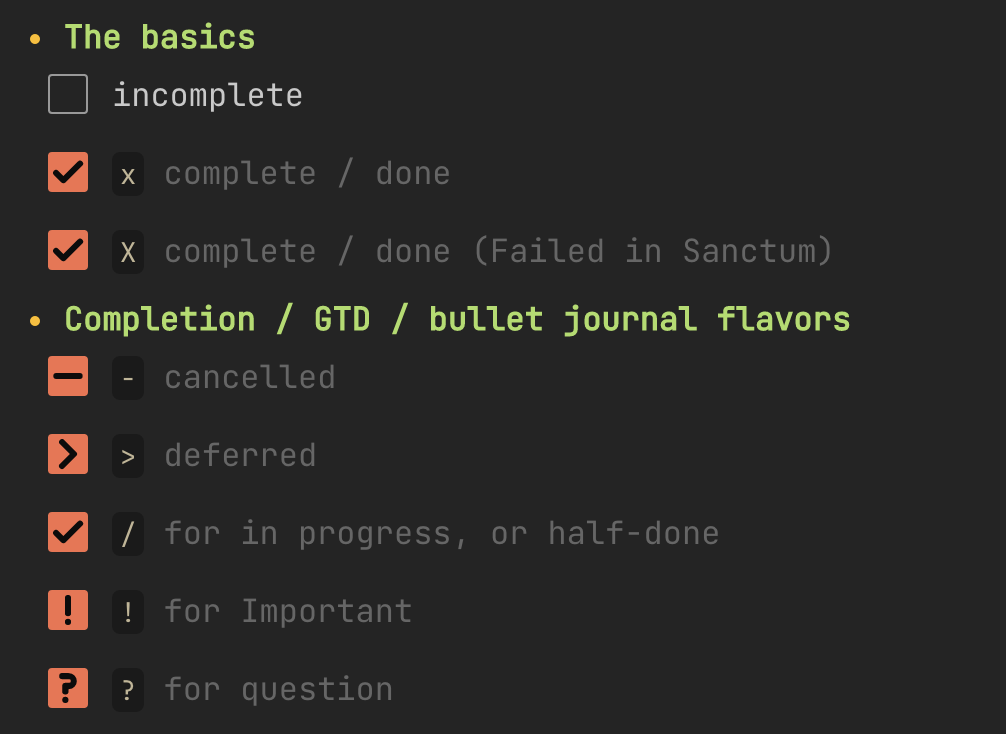 • The basics
incomplete
x complete / done
X complete / done (Failed in Sanctum)
• Completion / GTD / bullet journal flavors
- cancelled
> deferred
/ for in progress, or half-done
! ! for Important
? ? for question